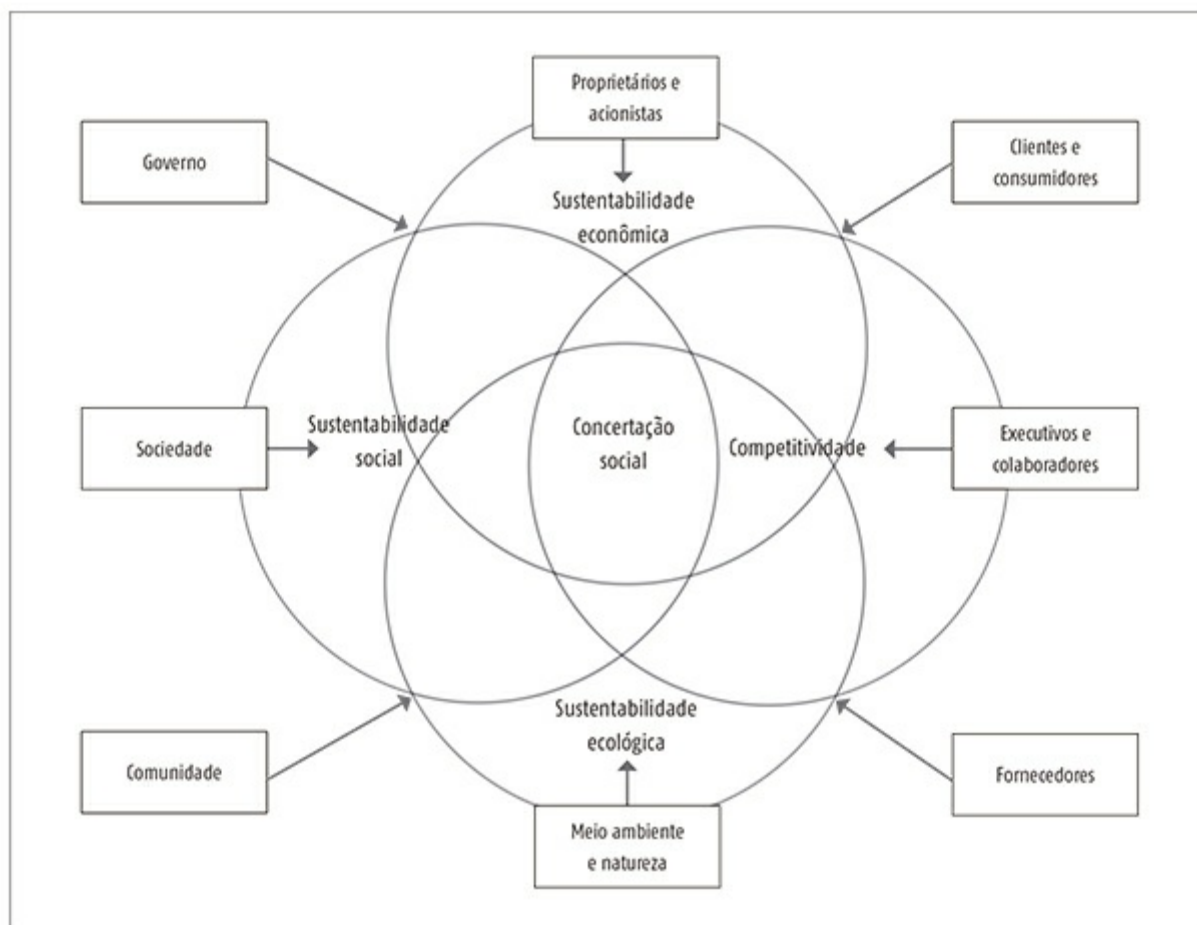 Proprietários e
acionistas
Governo
Clientes e
consumidores
Sustentabilidade
econômica
Sociedade
Sustentabilidade
social
Concertação
social
Competitividade
Executivos e
colaboradores
Sustentabilidade
ecológica
Comunidade
Meio ambiente
e natureza
Fornecedores